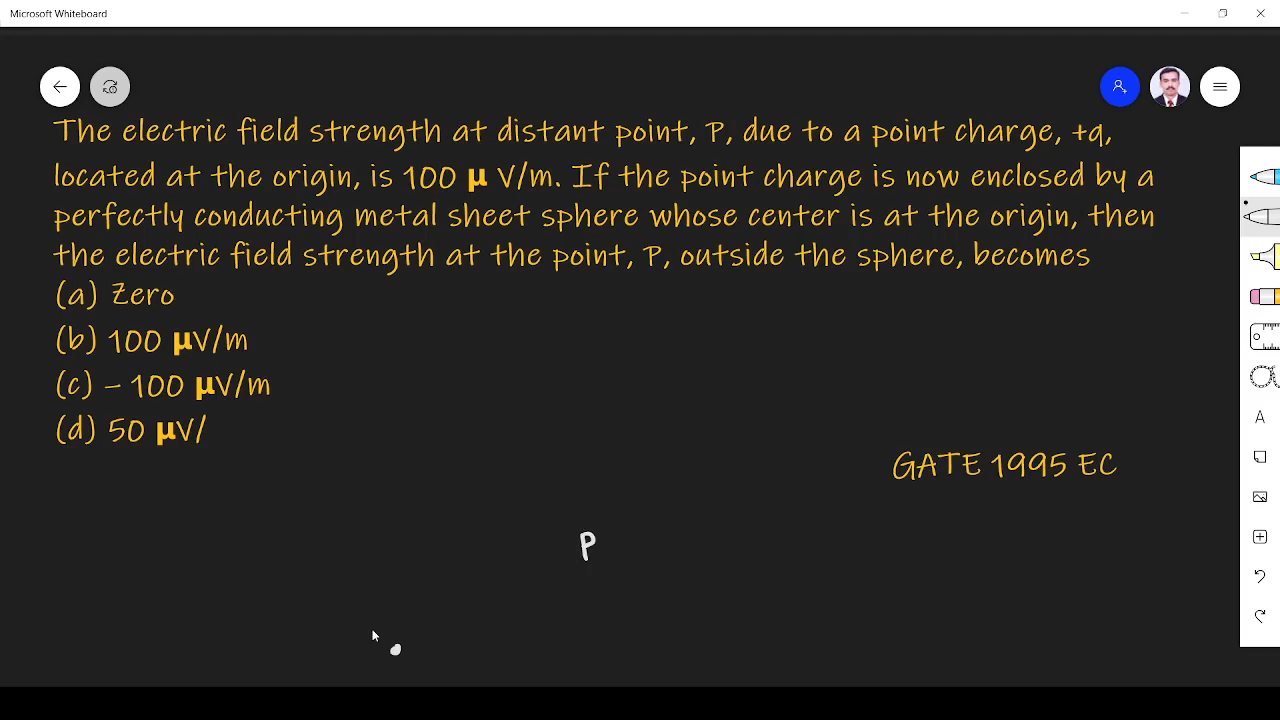 Microsoft Whiteboard
The electric field strength at distant point, P, due to a point charge, +q,
located at the origin, is 100 µ V/m. If the point charge is now enclosed by a
perfectly conducting metal sheet sphere whose center is at the origin, then
the electric field strength at the point, P, outside the sphere, becomes
(a) Zero
(b) 100 µV/m
(c) – 100 µV/m
(d) 50 µV/
GATE 1995 EC
P
A